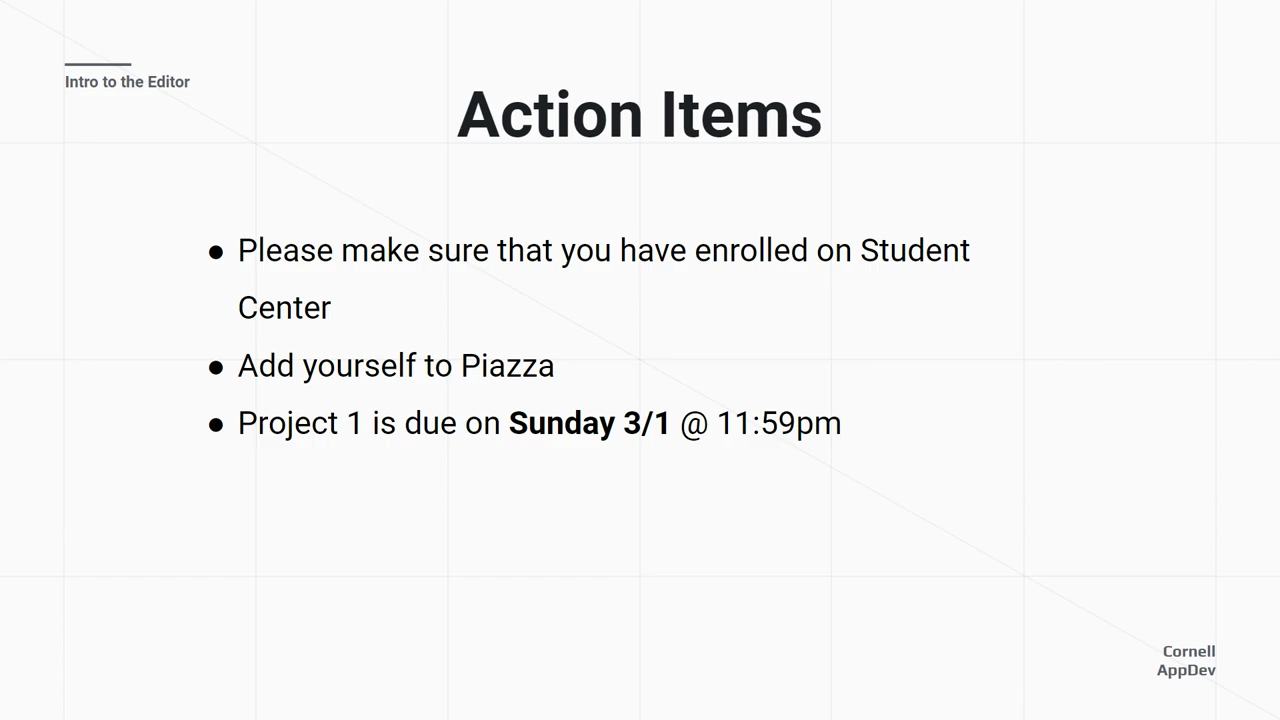 Intro to the Editor
Action Items
● Please make sure that you have enrolled on Student
Center
● Add yourself to Piazza
● Project 1 is due on Sunday 3/1 @ 11:59pm
Cornell
AppDev